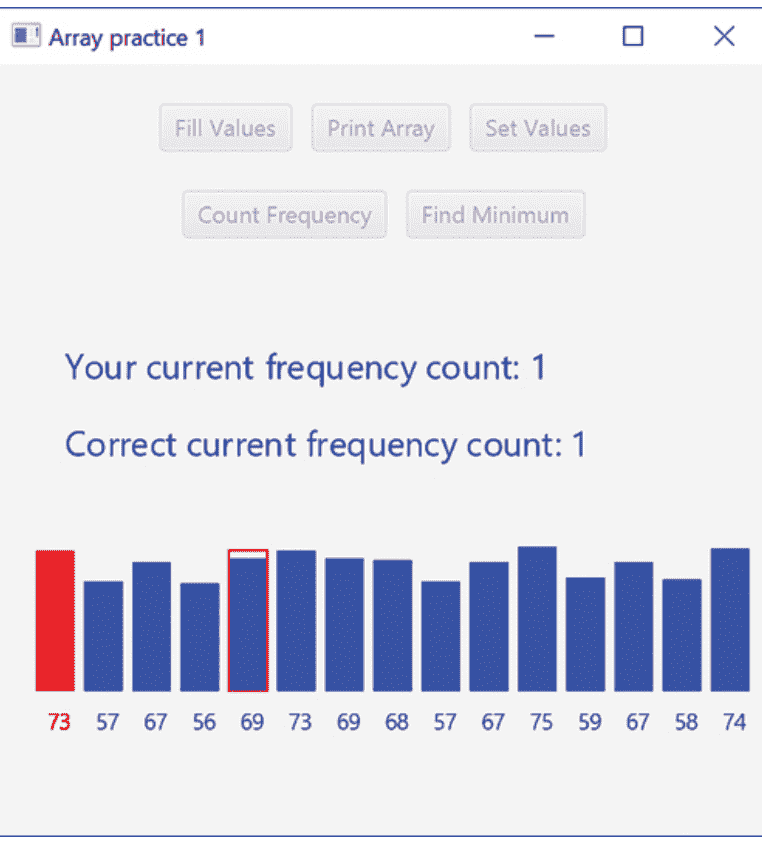 Array practice 1
Fill Values Print Array Set Values
Count Frequency Find Minimum
Your current frequency count: 1
Correct current frequency count: 1
73 57 67 56 69 73 69 68 57 67 75 59 67 58 74